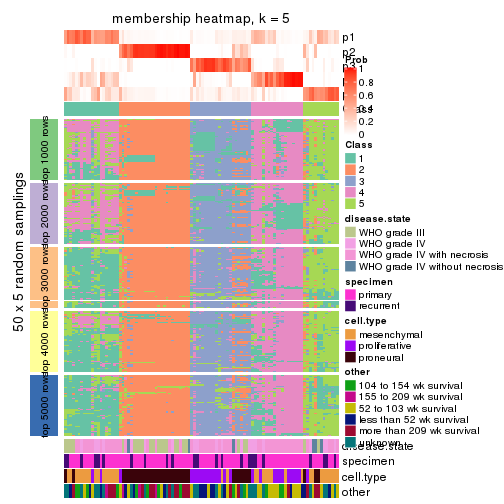 membership heatmap, k = 5
p1
p2
Prob
1
0.8
0.6
0.4
0.2
0
Class
1
2
3
4
5
disease.state
WHO grade III
WHO grade IV
WHO grade IV with necrosis
WHO grade IV without necrosis
specimen
primary
recurrent
cell.type
mesenchymal
proliferative
proneural
other
104 to 154 wk survival
155 to 209 wk survival
52 to 103 wk survival
less than 52 wk survival
more than 209 wk survival
unknown
50 x 5 random samplings
top 1000 rows
top 2000 rows
top 3000 rows
top 4000 rows
top 5000 rows
disease.state
specimen
cell.type
other